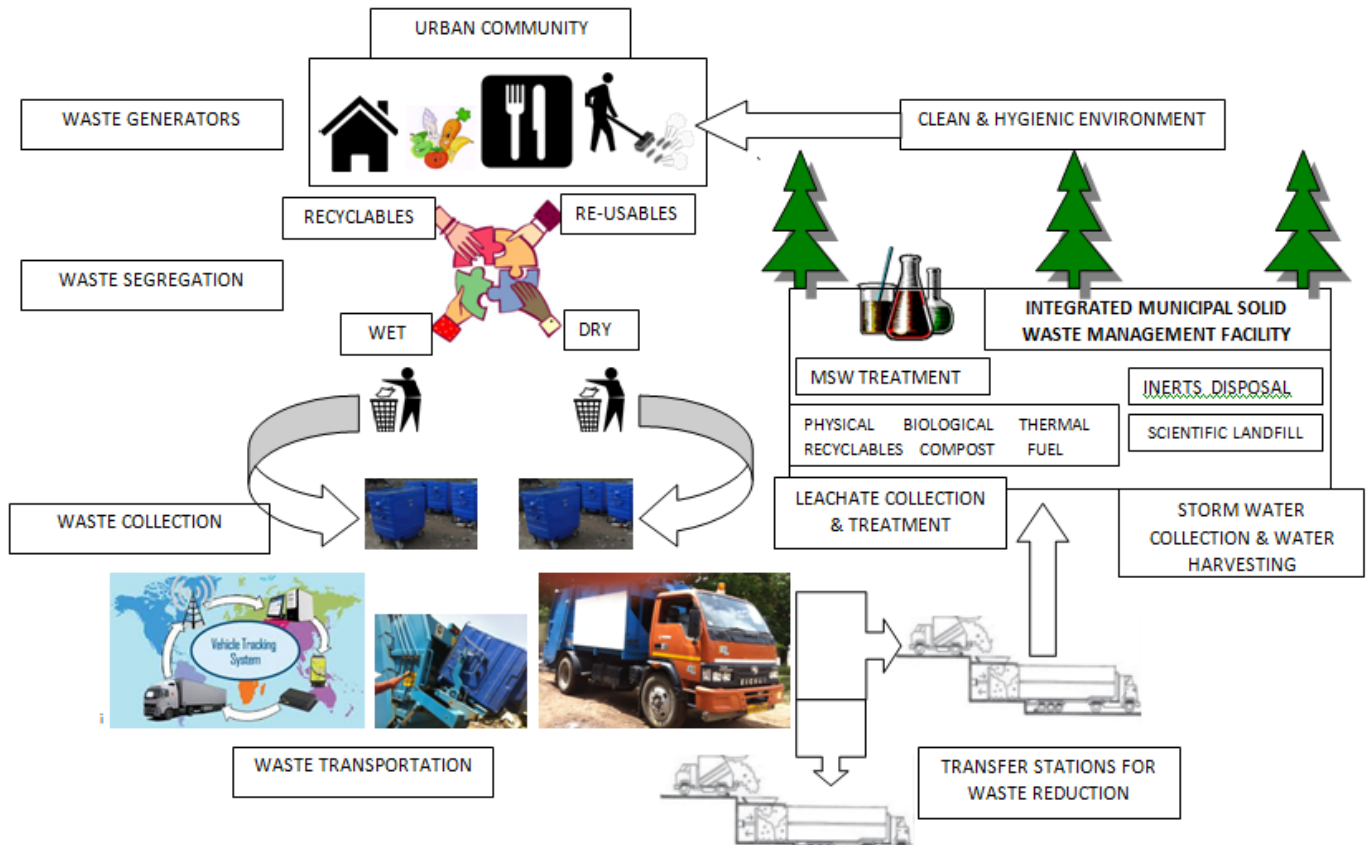 URBAN COMMUNITY
WASTE GENERATORS
CLEAN & HYGIENIC ENVIRONMENT
RECYCLABLES
RE-USABLES
WASTE SEGREGATION
WET
DRY
INTEGRATED MUNICIPAL SOLID
WASTE MANAGEMENT FACILITY
MSW TREATMENT
INERTS DISPOSAL
PHYSICAL BIOLOGICAL THERMAL
RECYCLABLES COMPOST FUEL
SCIENTIFIC LANDFILL
LEACHATE COLLECTION
& TREATMENT
STORM WATER
COLLECTION & WATER
HARVESTING
WASTE COLLECTION
Vehicle Tracking
System
EICHER
i
WASTE TRANSPORTATION
TRANSFER STATIONS FOR
WASTE REDUCTION